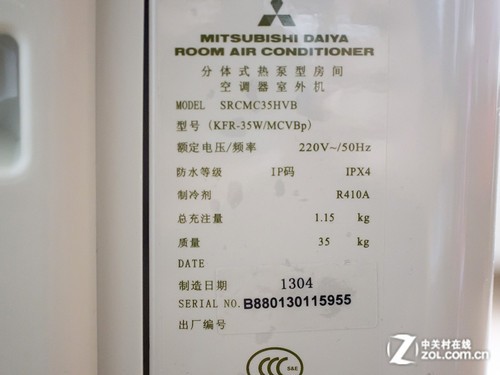 MITSUBISHI DAIYA
ROOM AIR CONDITIONER
分体式热泵型房间
空调器室外机
MODEL SRCMC35HVB
型号 (KFR-35W/MCVBp)
额定电压/频率 220V~/50Hz
防水等级 IP码 IPX4
制冷剂 R410A
总充注量 1.15 kg
质量 35 kg
DATE
制造日期 1304
SERIAL NO. B880130115955
出厂编号
CCC S&E
中关村在线
ZOL.com.cn